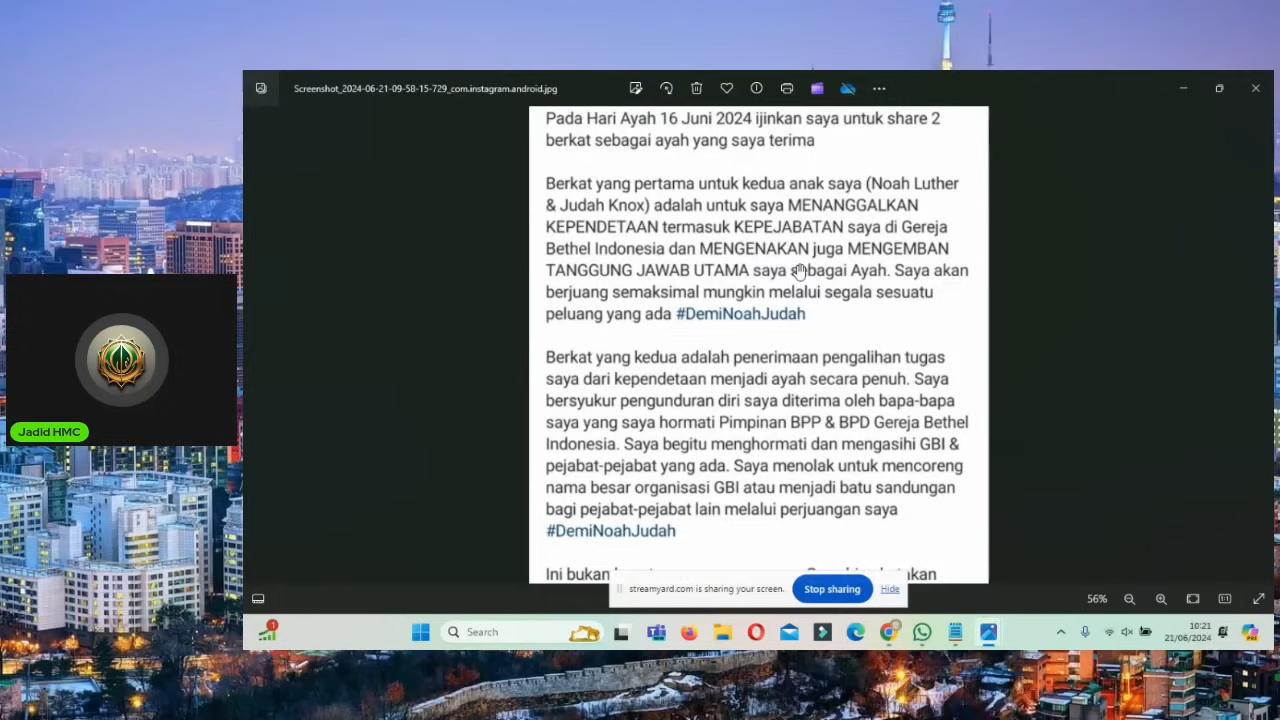 Screenshot_2024-06-21-09-58-15-729_com.instagram.android.jpg
Pada Hari Ayah 16 Juni 2024 ijinkan saya untuk share 2
berkat sebagai ayah yang saya terima
Berkat yang pertama untuk kedua anak saya (Noah Luther
& Judah Knox) adalah untuk saya MENANGGALKAN
KEPENDETAAN termasuk KEPEJABATAN saya di Gereja
Bethel Indonesia dan MENGENAKAN juga MENGEMBAN
TANGGUNG JAWAB UTAMA saya sebagai Ayah. Saya akan
berjuang semaksimal mungkin melalui segala sesuatu
peluang yang ada #DemiNoahJudah
Berkat yang kedua adalah penerimaan pengalihan tugas
saya dari kependetaan menjadi ayah secara penuh. Saya
bersyukur pengunduran diri saya diterima oleh bapa-bapa
saya yang saya hormati Pimpinan BPP & BPD Gereja Bethel
Indonesia. Saya begitu menghormati dan mengasihi GBI &
pejabat-pejabat yang ada. Saya menolak untuk mencoreng
nama besar organisasi GBI atau menjadi batu sandungan
bagi pejabat-pejabat lain melalui perjuangan saya
#DemiNoahJudah
Ini bukan
Jadid HMC
streamyard.com is sharing your screen.
Stop sharing
Hide
56%
1
Search
10:21
21/06/2024